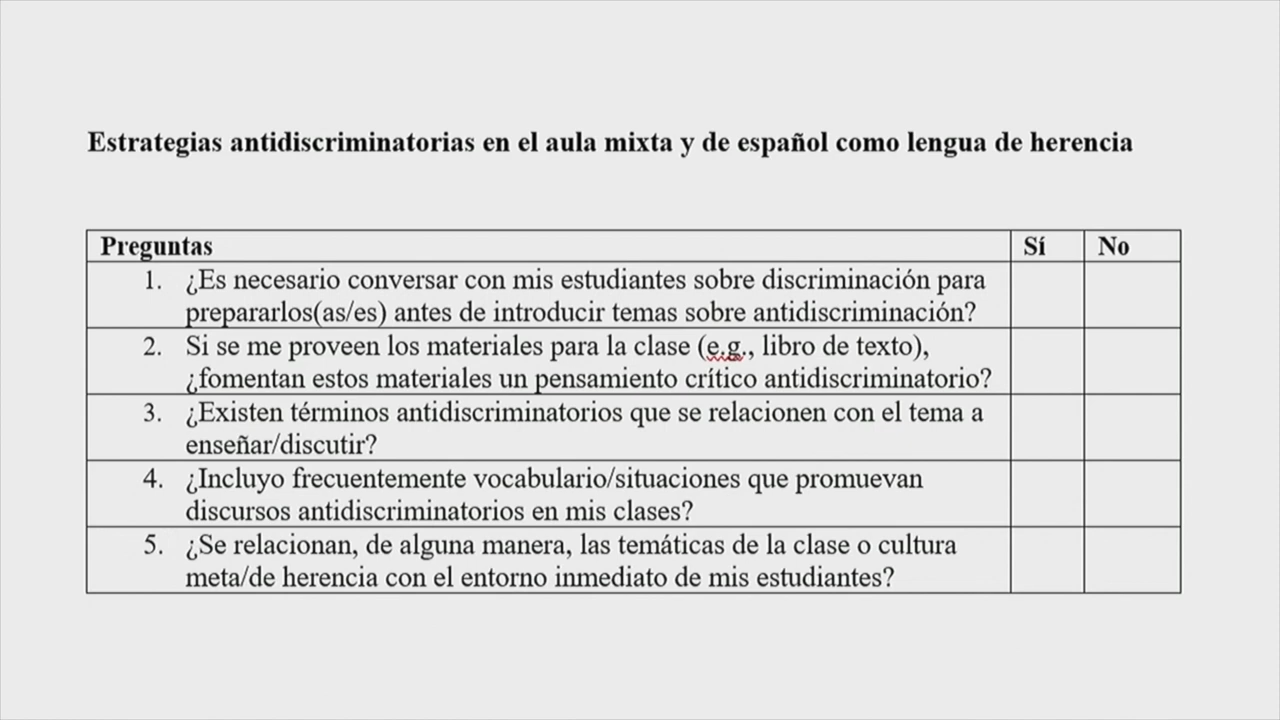 Estrategias antidiscriminatorias en el aula mixta y de español como lengua de herencia
Preguntas Sí No
1. ¿Es necesario conversar con mis estudiantes sobre discriminación para
prepararlos(as/es) antes de introducir temas sobre antidiscriminación?
2. Si se me proveen los materiales para la clase (e.g., libro de texto),
¿fomentan estos materiales un pensamiento crítico antidiscriminatorio?
3. ¿Existen términos antidiscriminatorios que se relacionen con el tema a
enseñar/discutir?
4. ¿Incluyo frecuentemente vocabulario/situaciones que promuevan
discursos antidiscriminatorios en mis clases?
5. ¿Se relacionan, de alguna manera, las temáticas de la clase o cultura
meta/de herencia con el entorno inmediato de mis estudiantes?